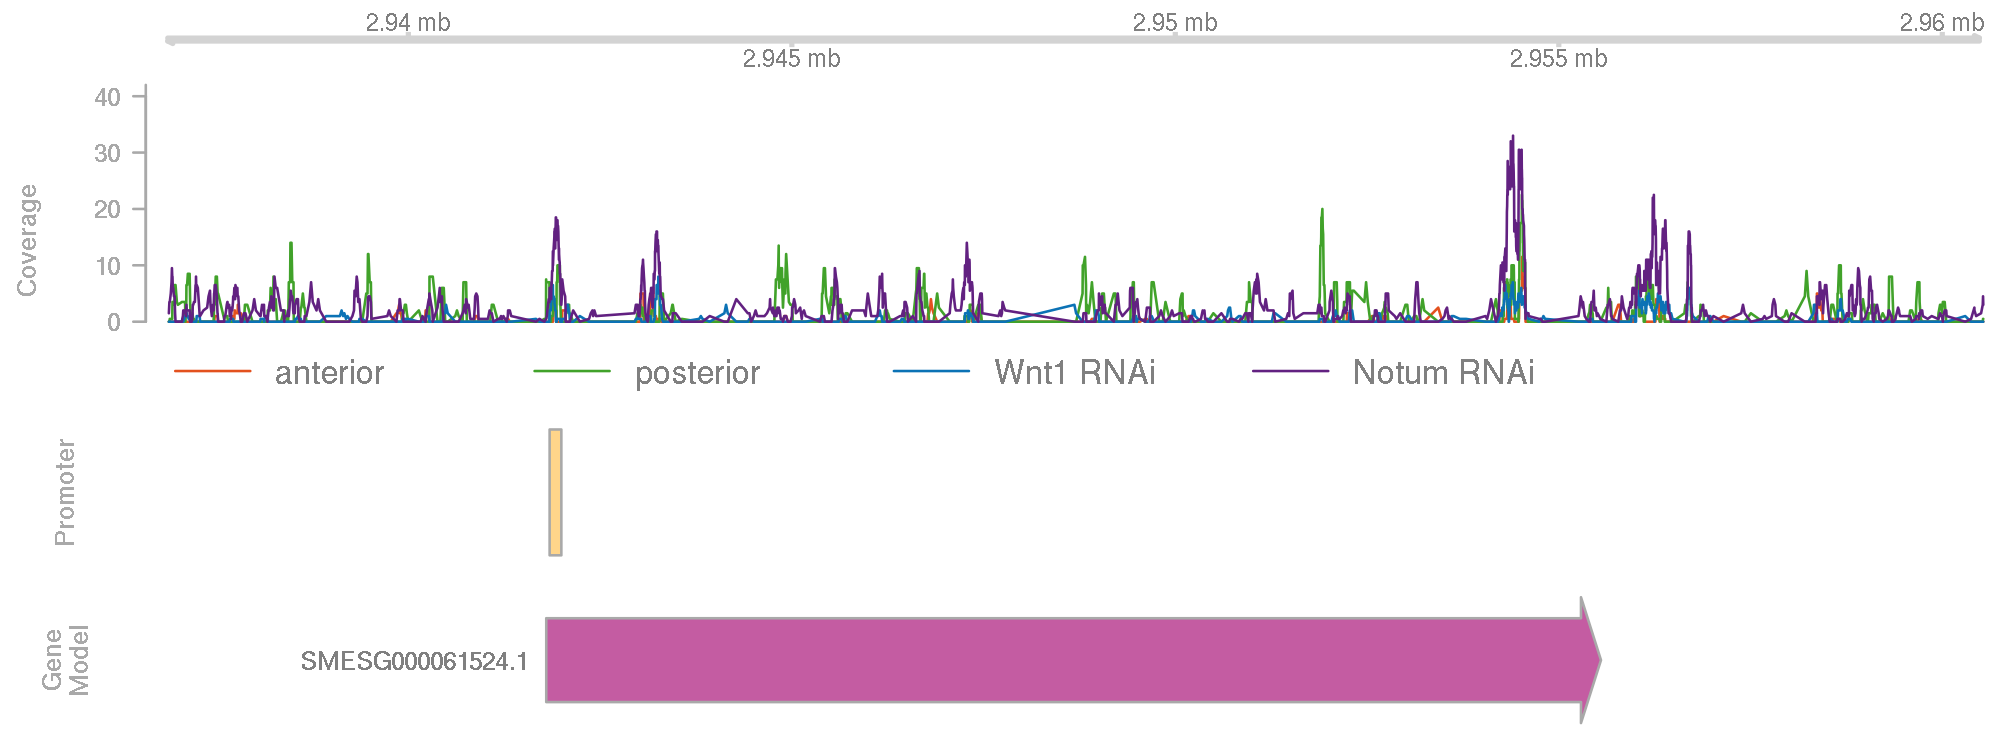 2.94 mb
2.95 mb
2.96 mb
2.945 mb
2.955 mb
40
30
20
10
0
Coverage
anterior
posterior
Wnt1 RNAi
Notum RNAi
Promoter
Gene
Model
SMESG000061524.1